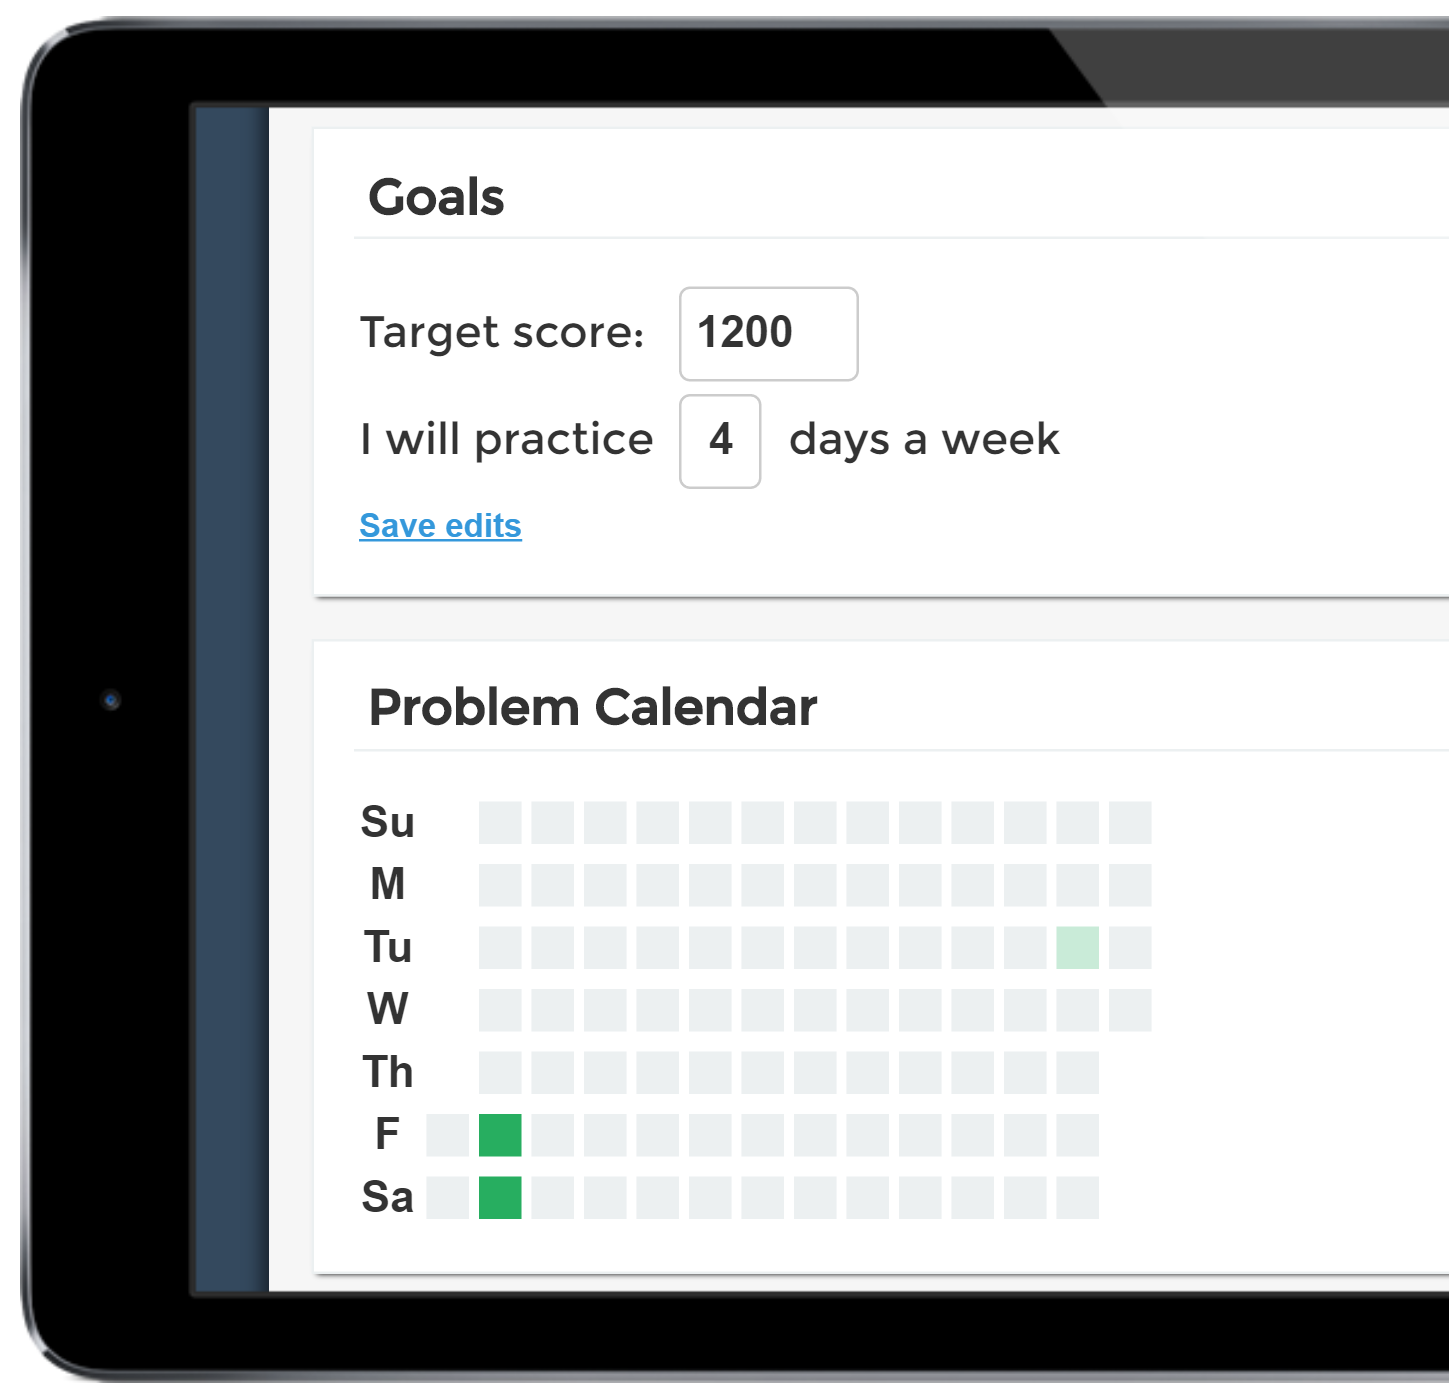 Goals
Target score: 1200
I will practice 4 days a week
Save edits
Problem Calendar
Su
M
Tu
W
Th
F
Sa